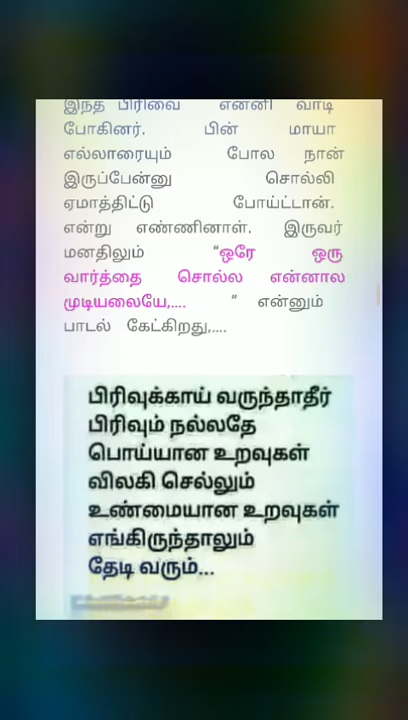 இந்த பிரிவை எண்ணி வாடி
போகினர். பின் மாயா
எல்லாரையும் போல நான்
இருப்பேன்னு சொல்லி
ஏமாத்திட்டு போய்ட்டான்.
என்று எண்ணினாள். இருவர்
மனதிலும் “ஒரே ஒரு
வார்த்தை சொல்ல என்னால
முடியலையே,.... ” என்னும்
பாடல் கேட்கிறது,....
பிரிவுக்காய் வருந்தாதீர்
பிரிவும் நல்லதே
பொய்யான உறவுகள்
விலகி செல்லும்
உண்மையான உறவுகள்
எங்கிருந்தாலும்
தேடி வரும்...